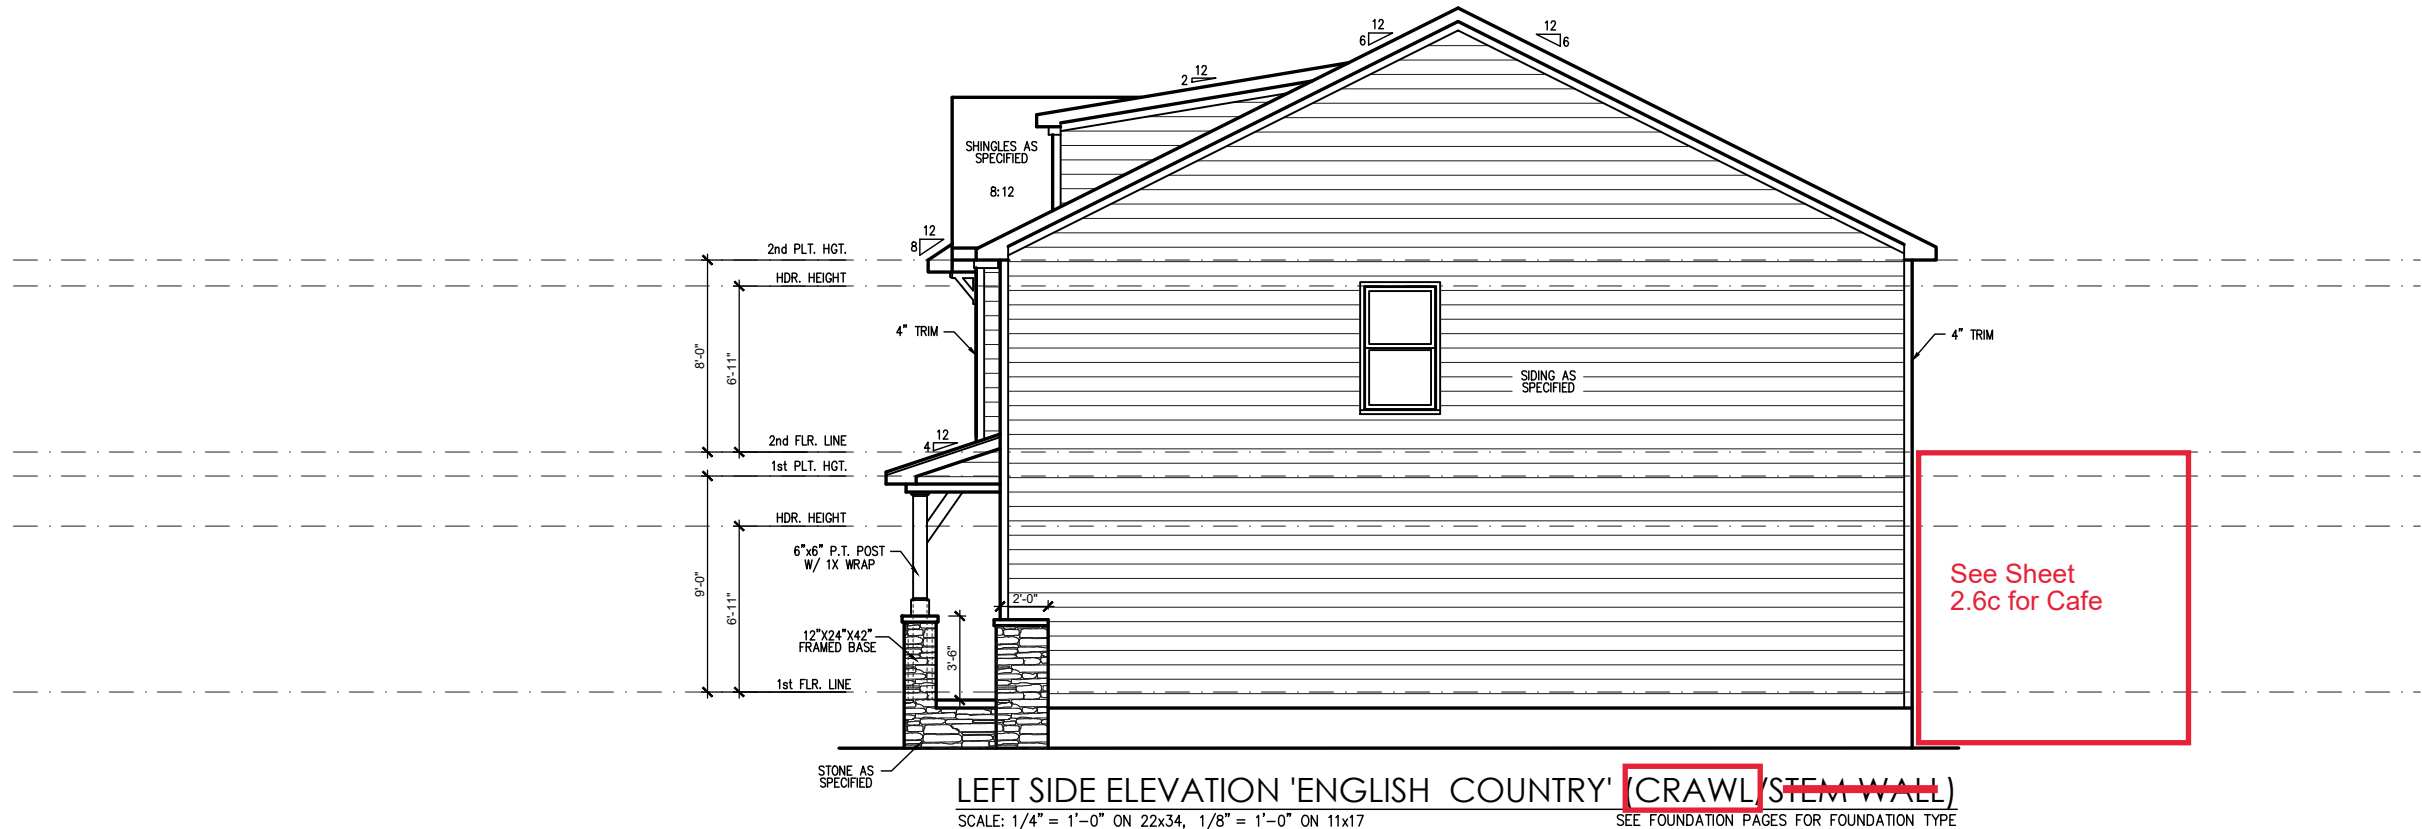 12
6
12
6
12
2
SHINGLES AS
SPECIFIED
8:12
12
8
2nd PLT. HGT.
HDR. HEIGHT
4" TRIM
4" TRIM
8'-0"
6'-11"
SIDING AS
SPECIFIED
12
4
2nd FLR. LINE
1st PLT. HGT.
HDR. HEIGHT
6"x6" P.T. POST
W/ 1X WRAP
9'-0"
6'-11"
2'-0"
See Sheet
2.6c for Cafe
12"X24"X42"
FRAMED BASE
3'-6"
1st FLR. LINE
STONE AS
SPECIFIED
LEFT SIDE ELEVATION 'ENGLISH COUNTRY' (CRAWL/STEM WALL)
SCALE: 1/4" = 1'-0" ON 22x34, 1/8" = 1'-0" ON 11x17
SEE FOUNDATION PAGES FOR FOUNDATION TYPE